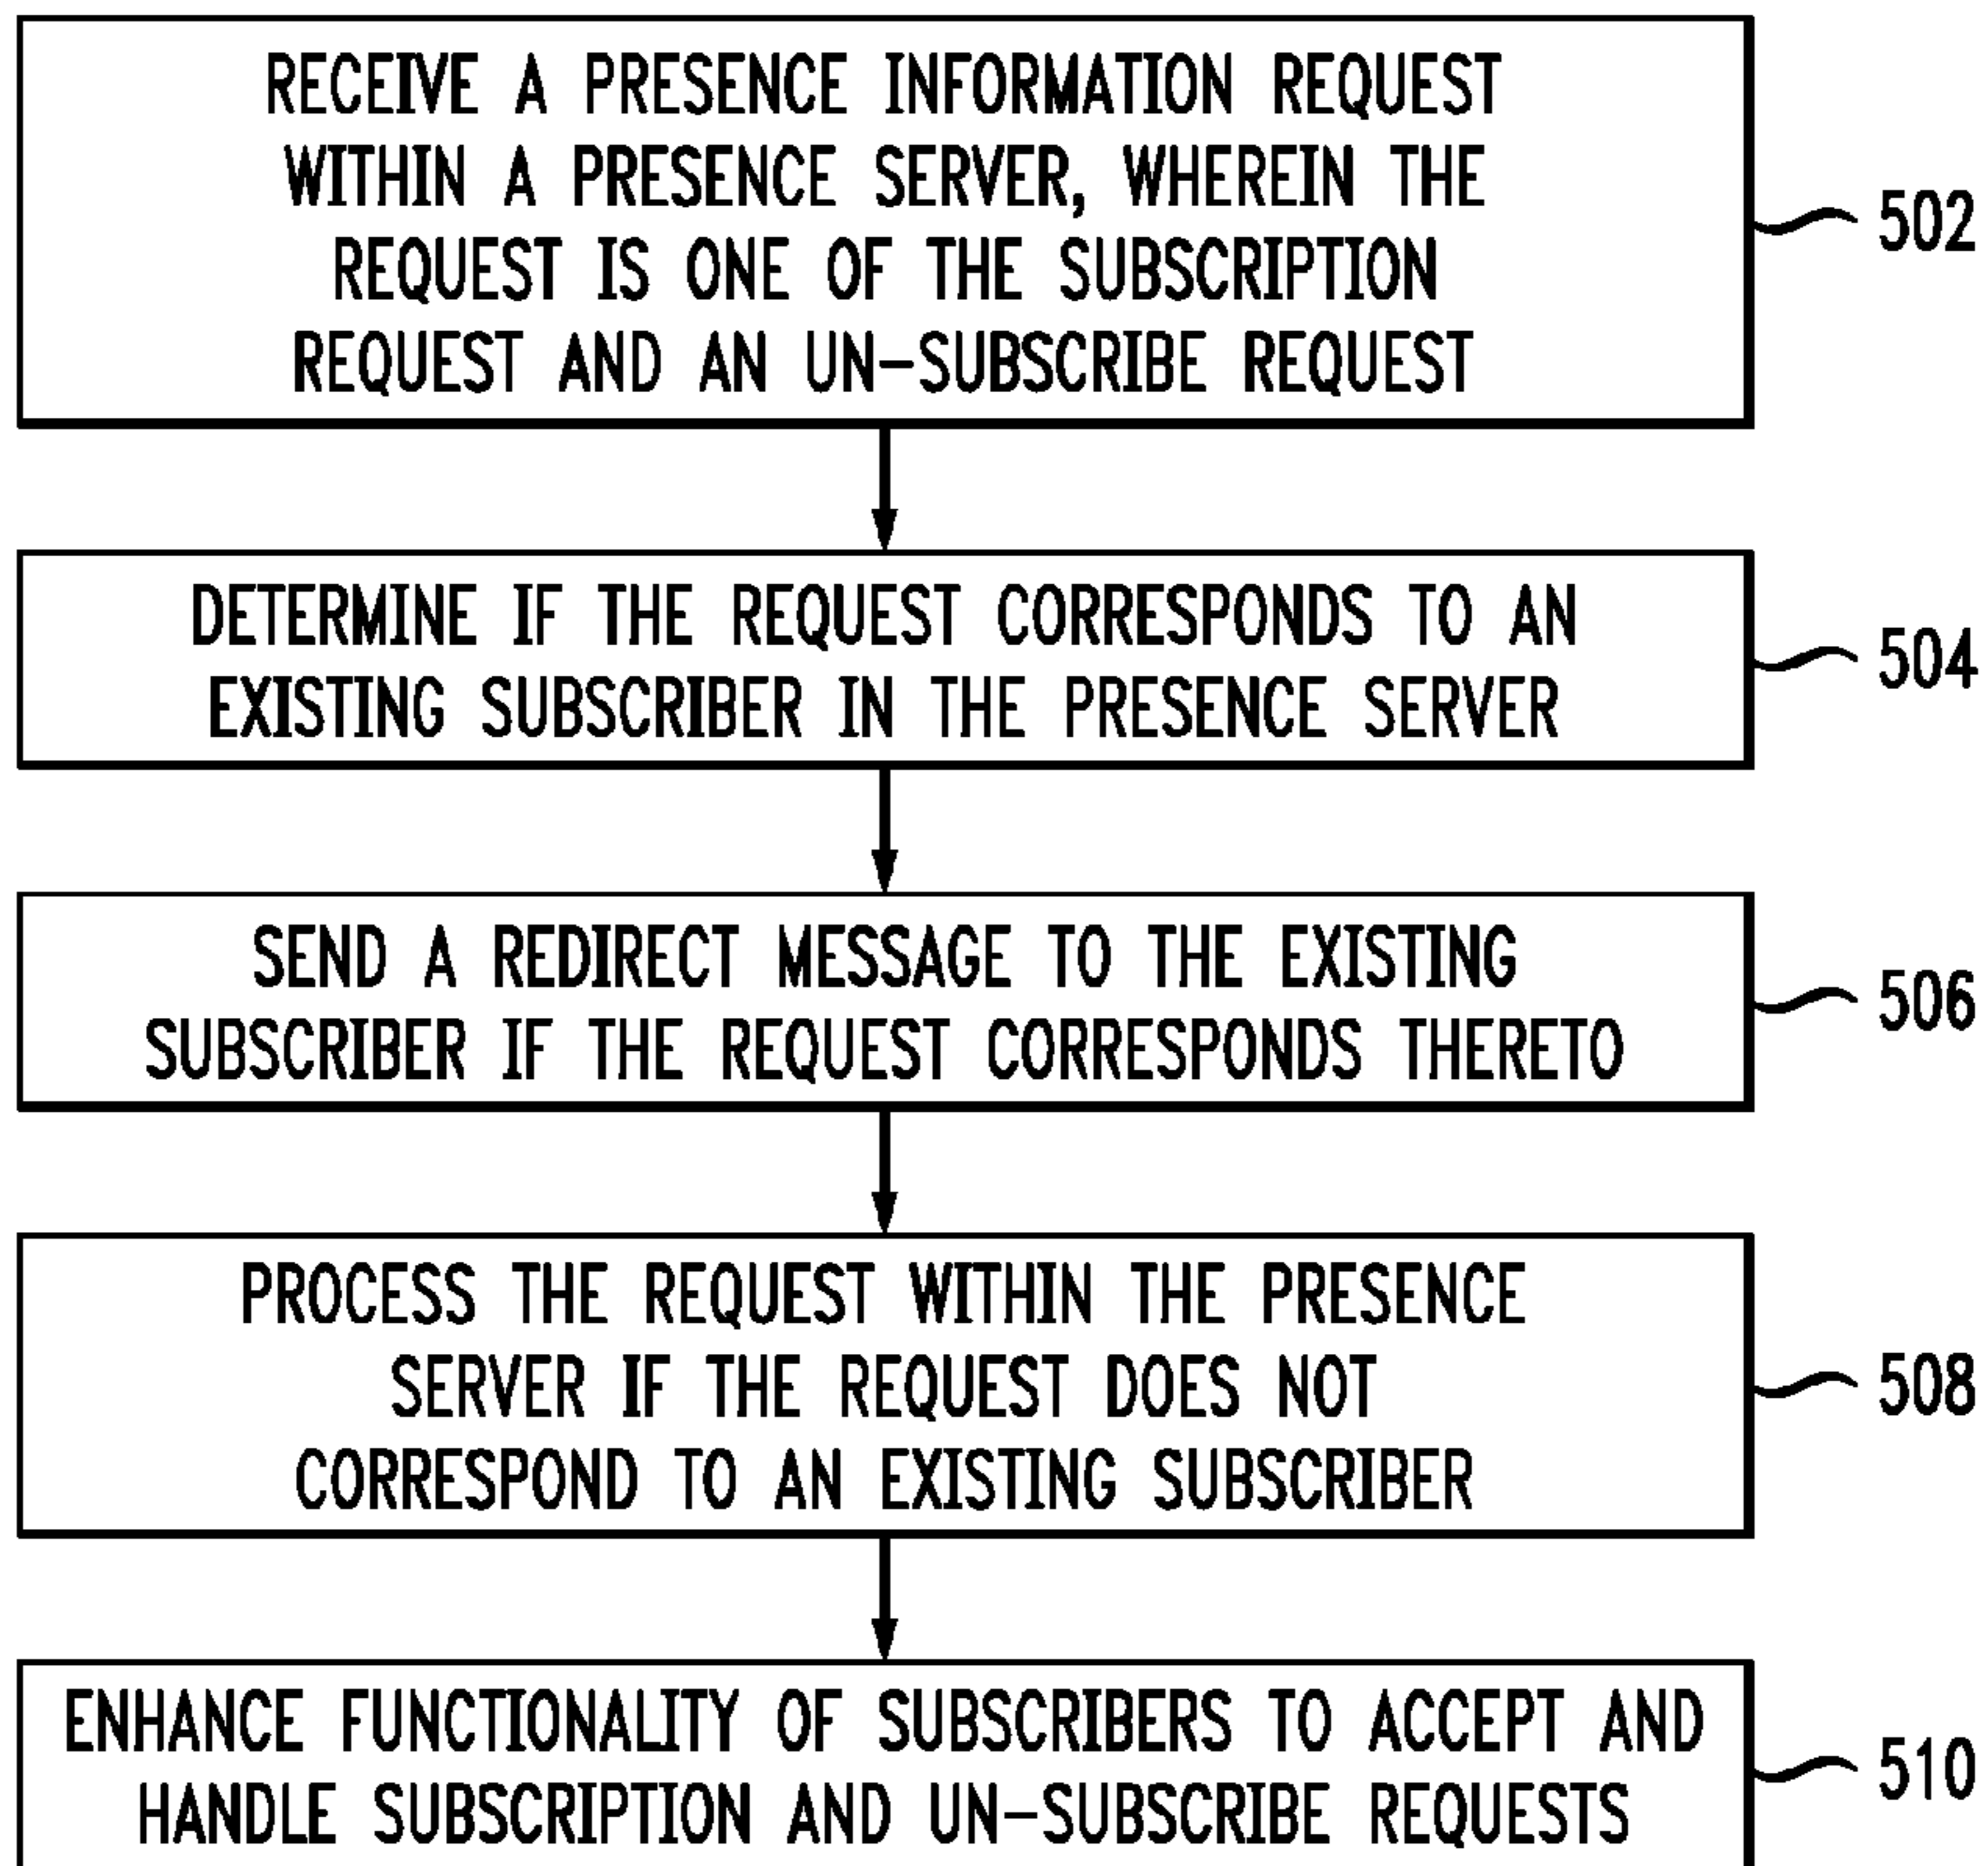 RECEIVE A PRESENCE INFORMATION REQUEST
WITHIN A PRESENCE SERVER, WHEREIN THE
REQUEST IS ONE OF THE SUBSCRIPTION
REQUEST AND AN UN-SUBSCRIBE REQUEST
502
DETERMINE IF THE REQUEST CORRESPONDS TO AN
EXISTING SUBSCRIBER IN THE PRESENCE SERVER
504
SEND A REDIRECT MESSAGE TO THE EXISTING
SUBSCRIBER IF THE REQUEST CORRESPONDS THERETO
506
PROCESS THE REQUEST WITHIN THE PRESENCE
SERVER IF THE REQUEST DOES NOT
CORRESPOND TO AN EXISTING SUBSCRIBER
508
ENHANCE FUNCTIONALITY OF SUBSCRIBERS TO ACCEPT AND
HANDLE SUBSCRIPTION AND UN-SUBSCRIBE REQUESTS
510